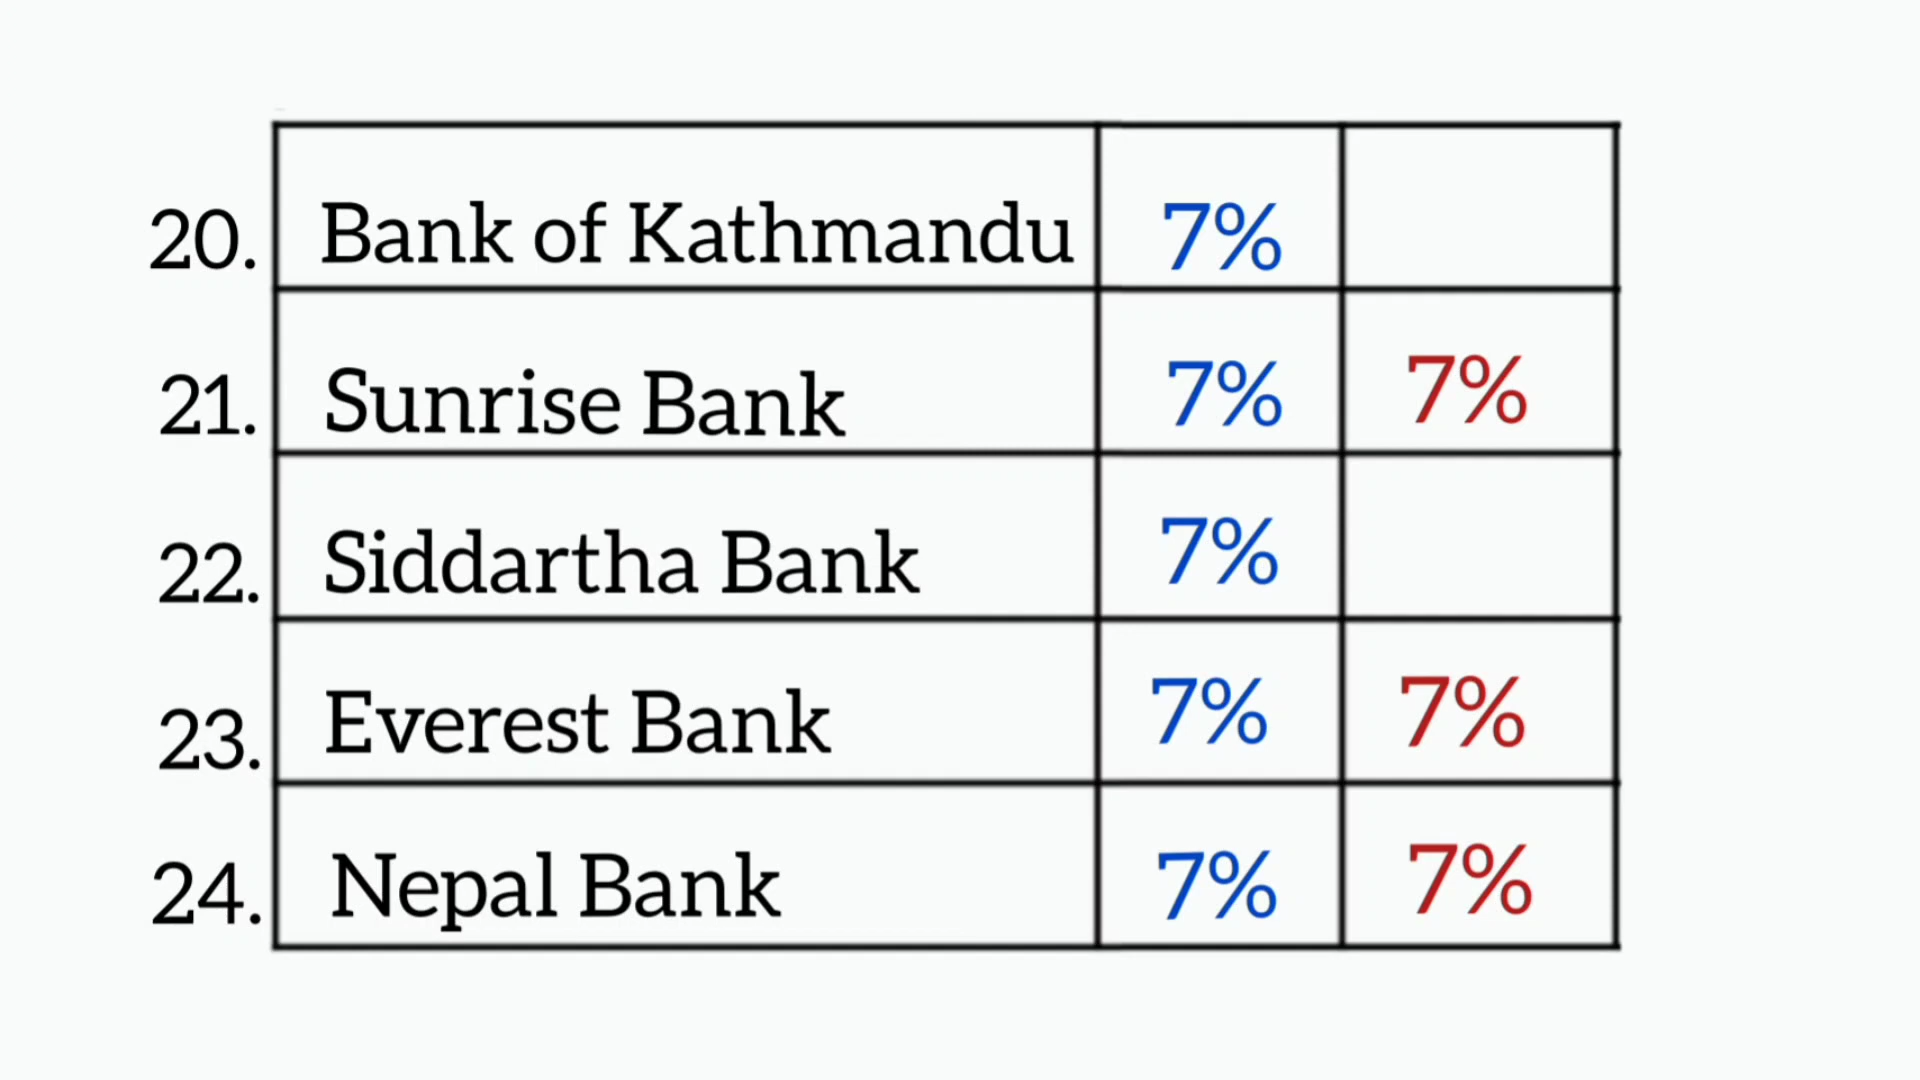 20. Bank of Kathmandu 7%
21. Sunrise Bank 7% 7%
22. Siddartha Bank 7%
23. Everest Bank 7% 7%
24. Nepal Bank 7% 7%